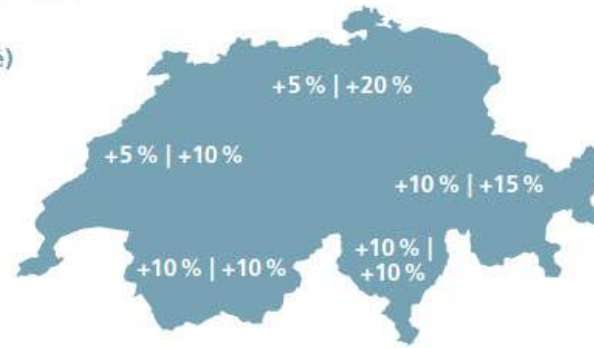 é)
+5 % | +20 %
+5 % | +10 %
+10 % | +15 %
+10 % | +10 %
+10 % |
+10 %